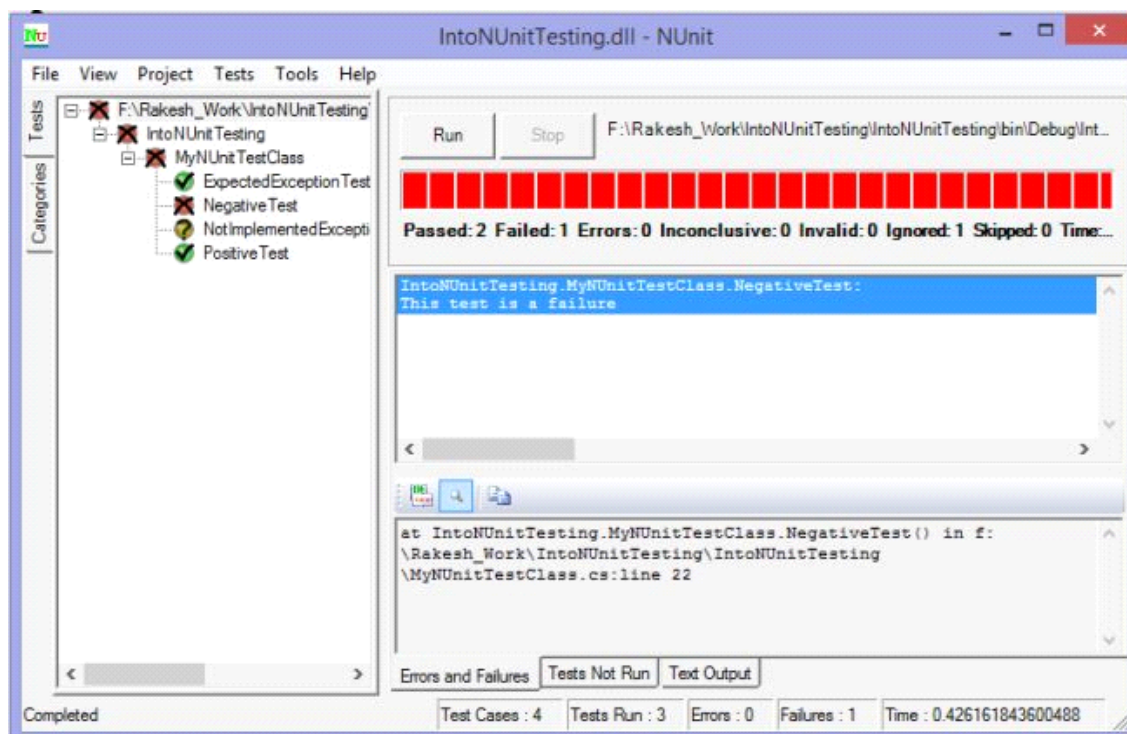 NU
IntoNUnitTesting.dll - NUnit
File View Project Tests Tools Help
Tests
Categories
F:\Rakesh_Work\IntoNUnitTesting\
IntoNUnitTesting
MyNUnitTestClass
ExpectedExceptionTest
NegativeTest
NotImplementedExcepti
PositiveTest
Run Stop F:\Rakesh_Work\IntoNUnitTesting\IntoNUnitTesting\bin\Debug\Int...
Passed: 2 Failed: 1 Errors: 0 Inconclusive: 0 Invalid: 0 Ignored: 1 Skipped: 0 Time:...
IntoNUnitTesting.MyNUnitTestClass.NegativeTest:
This test is a failure
at IntoNUnitTesting.MyNUnitTestClass.NegativeTest() in f:
\Rakesh_Work\IntoNUnitTesting\IntoNUnitTesting
\MyNUnitTestClass.cs:line 22
Errors and Failures Tests Not Run Text Output
Completed Test Cases : 4 Tests Run : 3 Errors : 0 Failures : 1 Time : 0.426161843600488